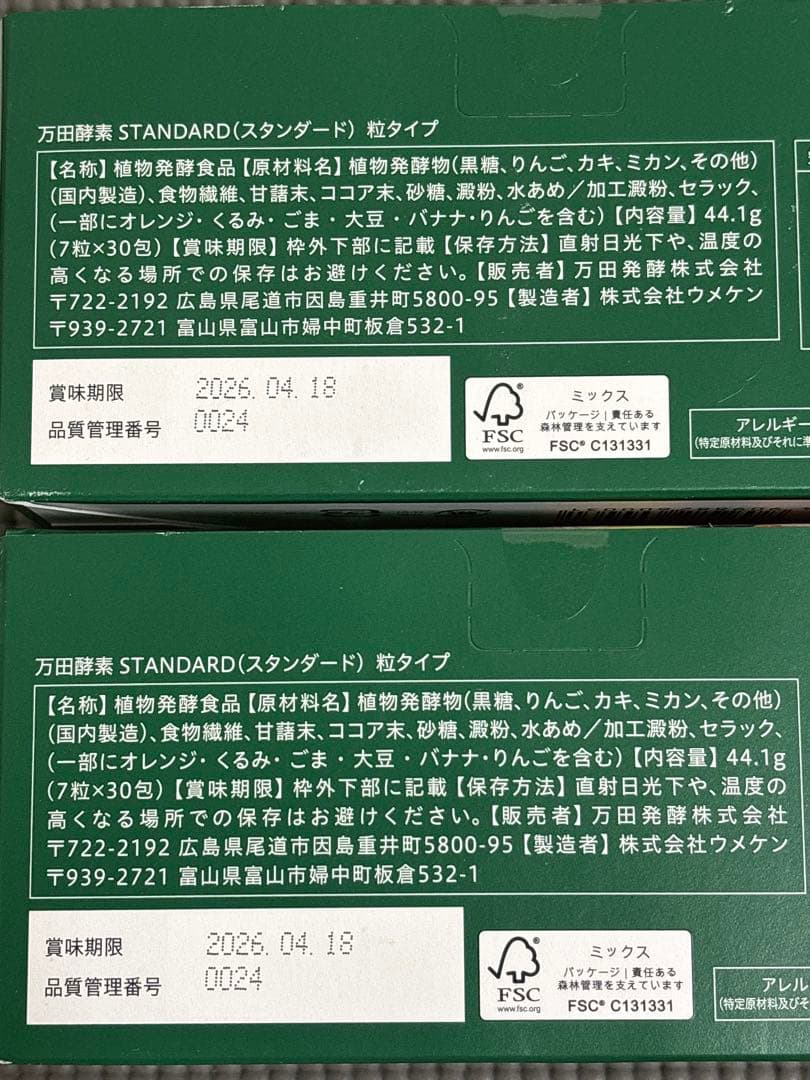 万田酵素 STANDARD(スタンダード) 粒タイプ
【名称】植物発酵食品【原材料名】植物発酵物(黒糖、りんご、カキ、ミカン、その他)
(国内製造)、食物繊維、甘藷末、ココア末、砂糖、澱粉、水あめ／加工澱粉、セラック、
(一部にオレンジ・くるみ・ごま・大豆・バナナ・りんごを含む)【内容量】44.1g
(7粒×30包)【賞味期限】枠外下部に記載【保存方法】直射日光下や、温度の
高くなる場所での保存はお避けください。【販売者】万田発酵株式会社
〒722-2192 広島県尾道市因島重井町5800-95【製造者】株式会社ウメケン
〒939-2721 富山県富山市婦中町板倉532-1
賞味期限 2026.04.18
品質管理番号 0024
FSC
www.fsc.org
ミックス
パッケージ｜責任ある
森林管理を支えています
FSC® C131331
アレルギー
(特定原材料及びそれに準
万田酵素 STANDARD(スタンダード) 粒タイプ
【名称】植物発酵食品【原材料名】植物発酵物(黒糖、りんご、カキ、ミカン、その他)
(国内製造)、食物繊維、甘藷末、ココア末、砂糖、澱粉、水あめ／加工澱粉、セラック、
(一部にオレンジ・くるみ・ごま・大豆・バナナ・りんごを含む)【内容量】44.1g
(7粒×30包)【賞味期限】枠外下部に記載【保存方法】直射日光下や、温度の
高くなる場所での保存はお避けください。【販売者】万田発酵株式会社
〒722-2192 広島県尾道市因島重井町5800-95【製造者】株式会社ウメケン
〒939-2721 富山県富山市婦中町板倉532-1
賞味期限 2026.04.18
品質管理番号 0024
FSC
www.fsc.org
ミックス
パッケージ｜責任ある
森林管理を支えています
FSC® C131331
アレル
(特定原材料及びそ